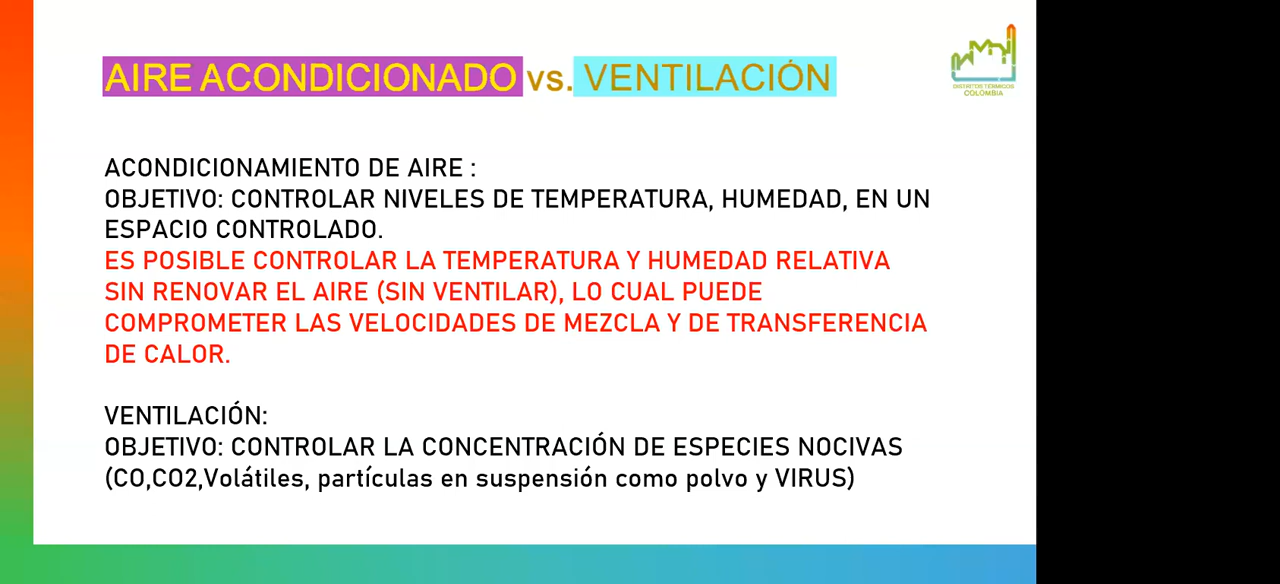 AIRE ACONDICIONADO vs. VENTILACIÓN
DISTRITOS TÉRMICOS
COLOMBIA
ACONDICIONAMIENTO DE AIRE :
OBJETIVO: CONTROLAR NIVELES DE TEMPERATURA, HUMEDAD, EN UN
ESPACIO CONTROLADO.
ES POSIBLE CONTROLAR LA TEMPERATURA Y HUMEDAD RELATIVA
SIN RENOVAR EL AIRE (SIN VENTILAR), LO CUAL PUEDE
COMPROMETER LAS VELOCIDADES DE MEZCLA Y DE TRANSFERENCIA
DE CALOR.
VENTILACIÓN:
OBJETIVO: CONTROLAR LA CONCENTRACIÓN DE ESPECIES NOCIVAS
(CO,CO2,Volátiles, partículas en suspensión como polvo y VIRUS)